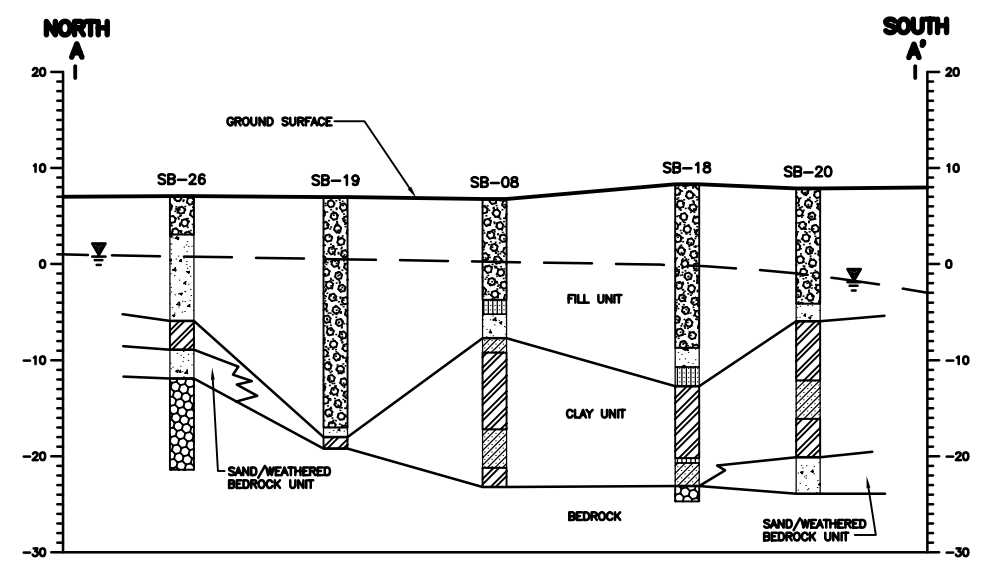 NORTH
A
SOUTH
A'
20
20
GROUND SURFACE
10
10
SB-26
SB-19
SB-08
SB-18
SB-20
0
0
FILL UNIT
-10
-10
CLAY UNIT
-20
-20
SAND/WEATHERED
BEDROCK UNIT
BEDROCK
SAND/WEATHERED
BEDROCK UNIT
-30
-30